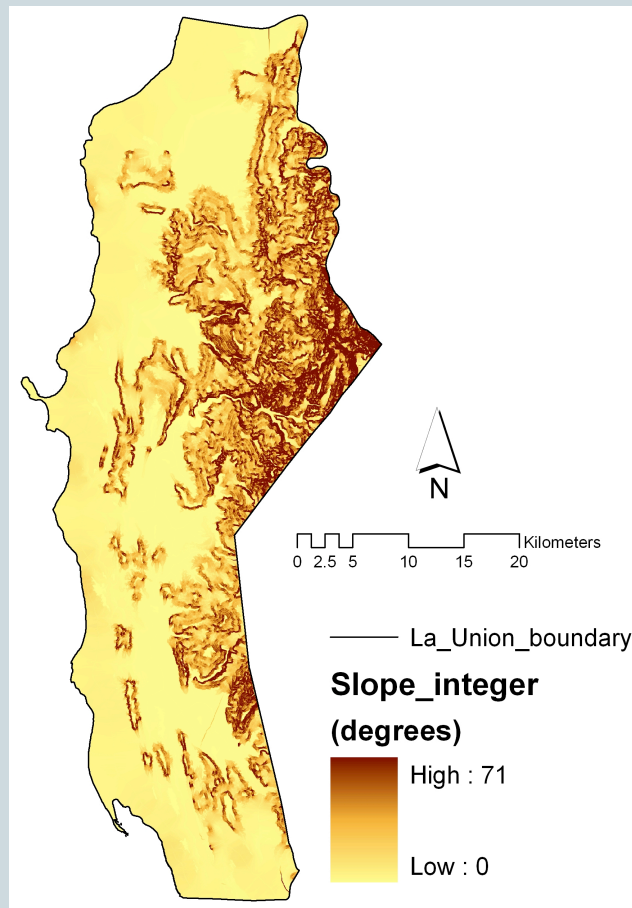 N
Kilometers
0 2.5 5 10 15 20
La_Union_boundary
Slope_integer
(degrees)
High : 71
Low : 0